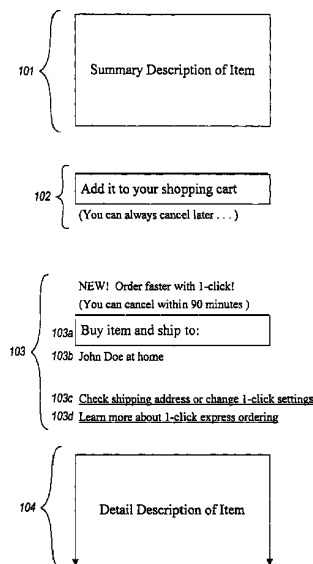 101
Summary Description of Item
102
Add it to your shopping cart
(You can always cancel later . . . )
103
NEW! Order faster with 1-click!
(You can cancel within 90 minutes )
103a Buy item and ship to:
103b John Doe at home
103c Check shipping address or change 1-click settings
103d Learn more about 1-click express ordering
104
Detail Description of Item